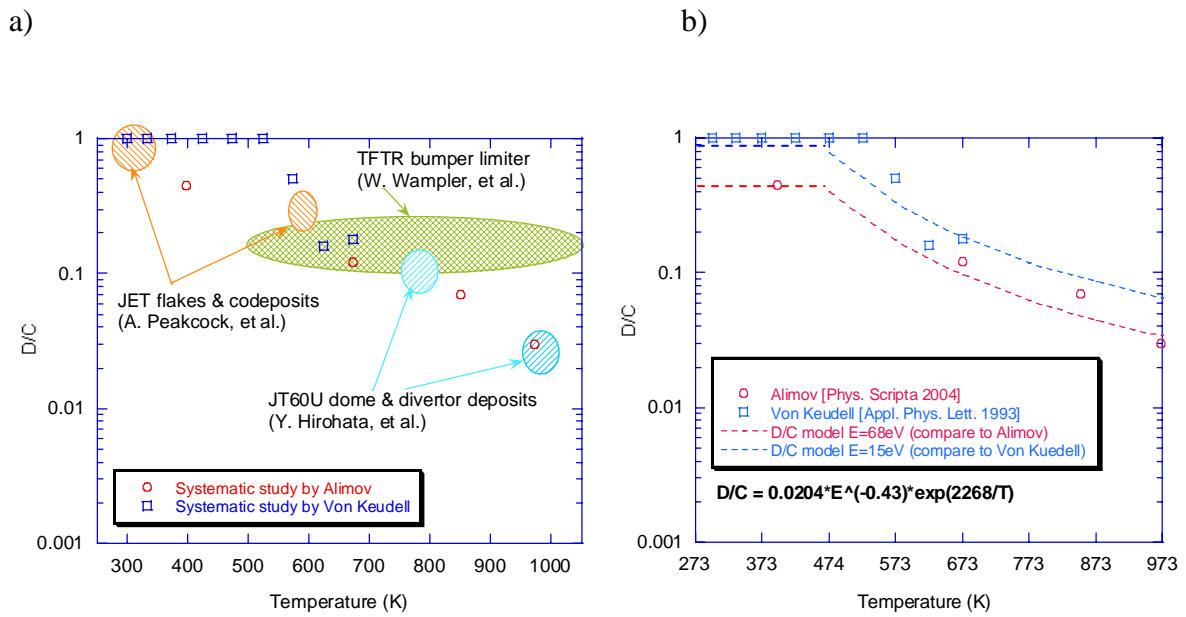 a)
b)
1
0.1
0.01
0.001
D/C
300 400 500 600 700 800 900 1000
Temperature (K)
TFTR bumper limiter
(W. Wampler, et al.)
JET flakes & codeposits
(A. Peakcock, et al.)
JT60U dome & divertor deposits
(Y. Hirohata, et al.)
Systematic study by Alimov
Systematic study by Von Keudell
1
0.1
0.01
0.001
D/C
273 373 474 573 673 773 873 973
Temperature (K)
Alimov [Phys. Scripta 2004]
Von Keudell [Appl. Phys. Lett. 1993]
D/C model E=68eV (compare to Alimov)
D/C model E=15eV (compare to Von Kuedell)
D/C = 0.0204*E^(-0.43)*exp(2268/T)